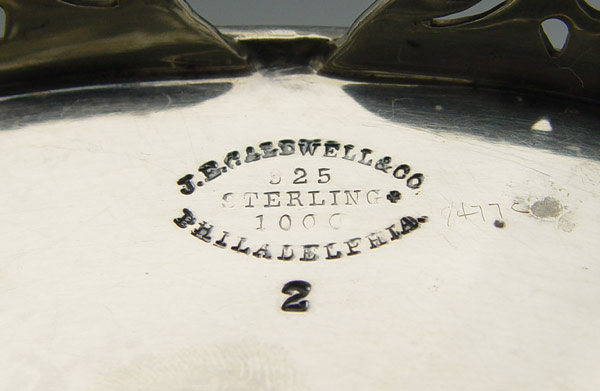 J.E. CALDWELL & CO
925
STERLING
1000
PHILADELPHIA.
2